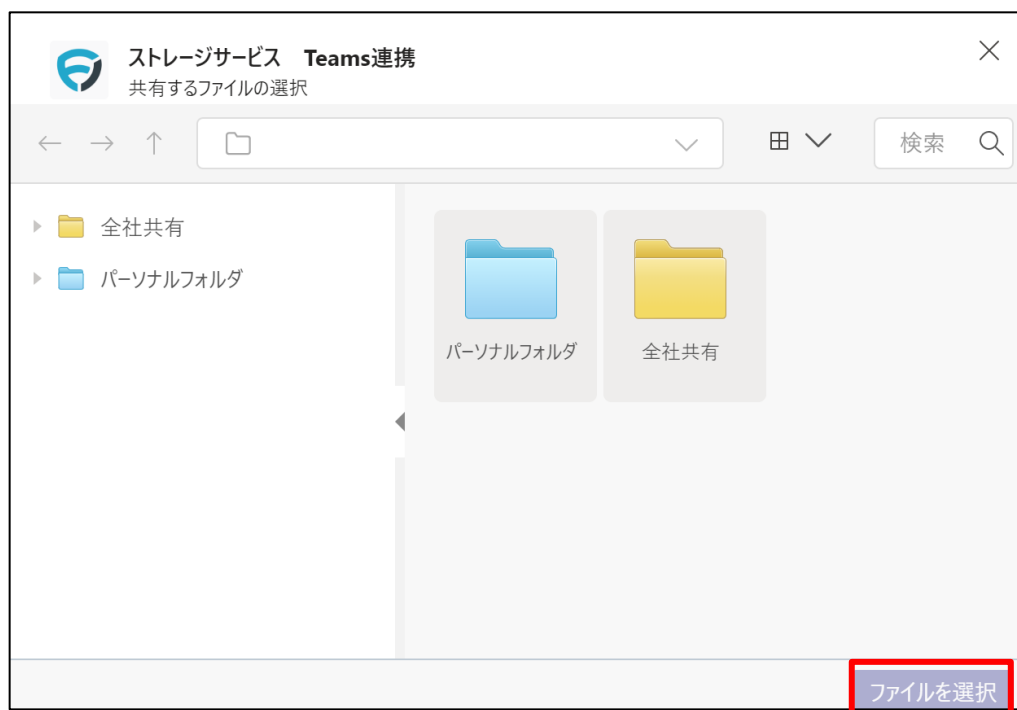 ストレージサービス　Teams連携
共有するファイルの選択
検索
全社共有
パーソナルフォルダ
パーソナルフォルダ
全社共有
ファイルを選択